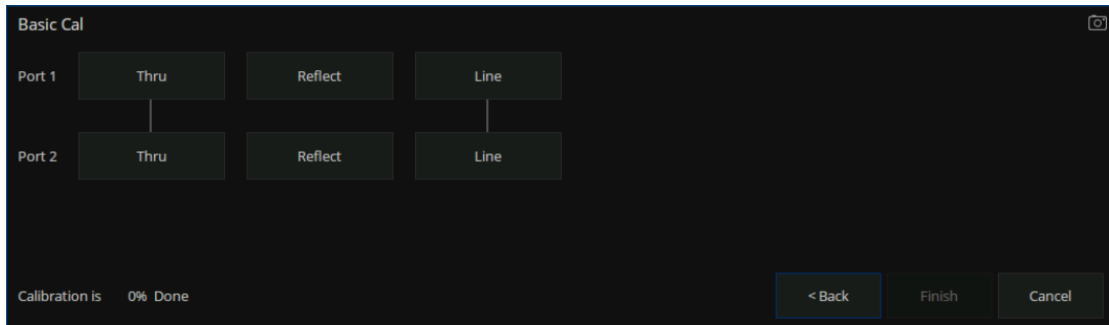 Basic Cal
Port 1 Thru Reflect Line
Port 2 Thru Reflect Line
Calibration is 0% Done < Back Finish Cancel